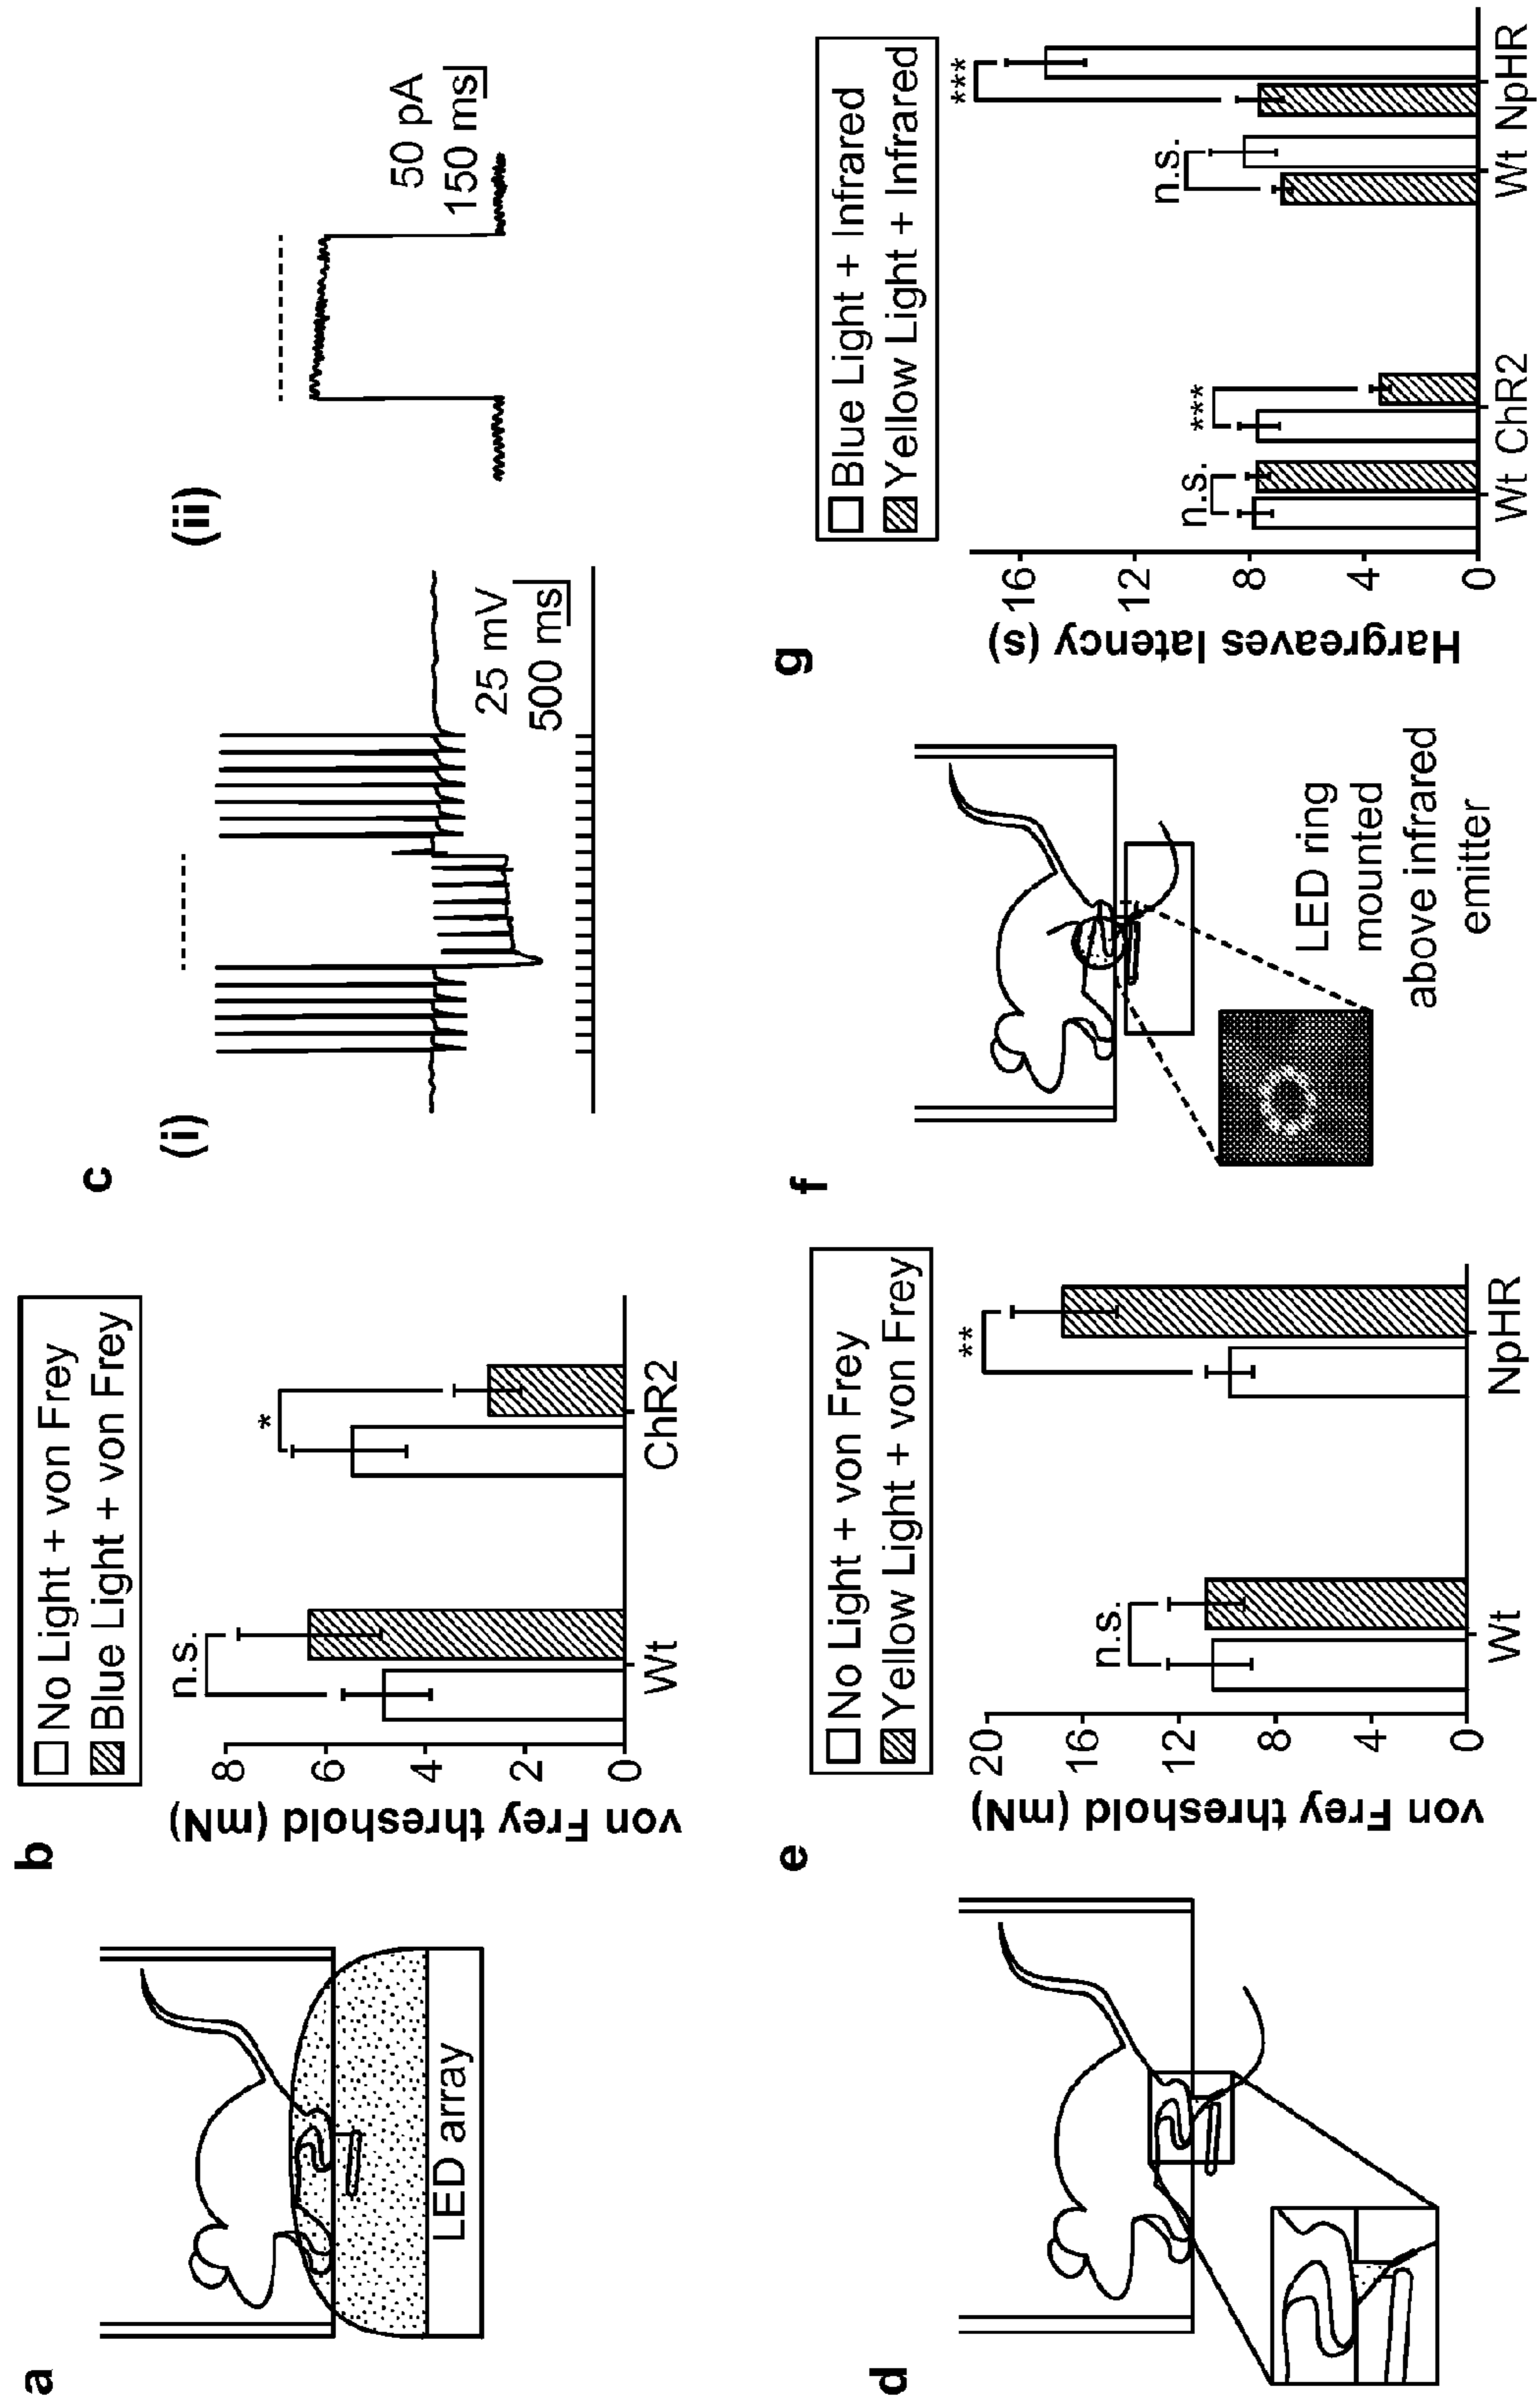 a
LED array
b
No Light + von Frey
Blue Light + von Frey
von Frey threshold (mN)
8
6
4
2
0
n.s.
*
Wt
ChR2
c
(i)
25 mV
500 ms
(ii)
50 pA
150 ms
d
e
No Light + von Frey
Yellow Light + von Frey
von Frey threshold (mN)
20
16
12
8
4
0
n.s.
**
Wt
NpHR
f
LED ring
mounted
above infrared
emitter
g
Blue Light + Infrared
Yellow Light + Infrared
Hargreaves latency (s)
16
12
8
4
0
n.s.
***
n.s.
***
Wt ChR2
Wt NpHR